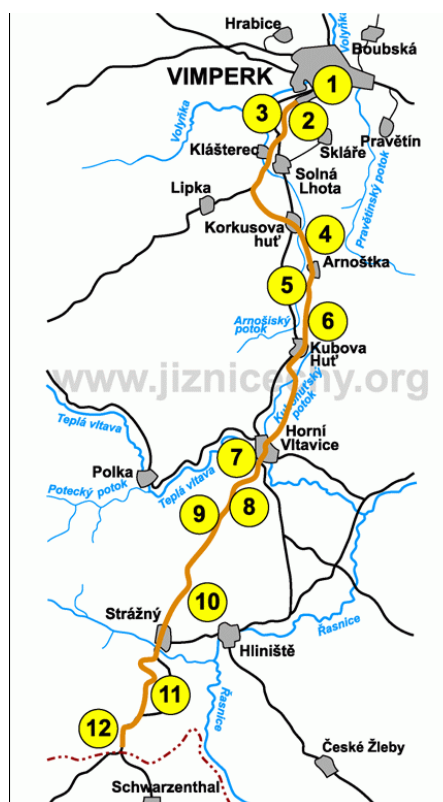 Hrabice
Volyňka
Boubská
VIMPERK
1
3
2
Volyňka
Skláře
Pravětín
Klášterec
Solná
Lhota
Lipka
Pravětínský potok
Korkusova
huť
4
Arnoštka
5
6
Arnošiský
potok
Kubova
Huť
www.jiznicechy.org
Kubohuťský
potok
Teplá vltava
Horní
Vltavice
7
Polka
Teplá vltava
Potecký potok
8
9
10
Strážný
Řasnice
Hliniště
11
Řasnice
12
České Žleby
Schwarzenthal